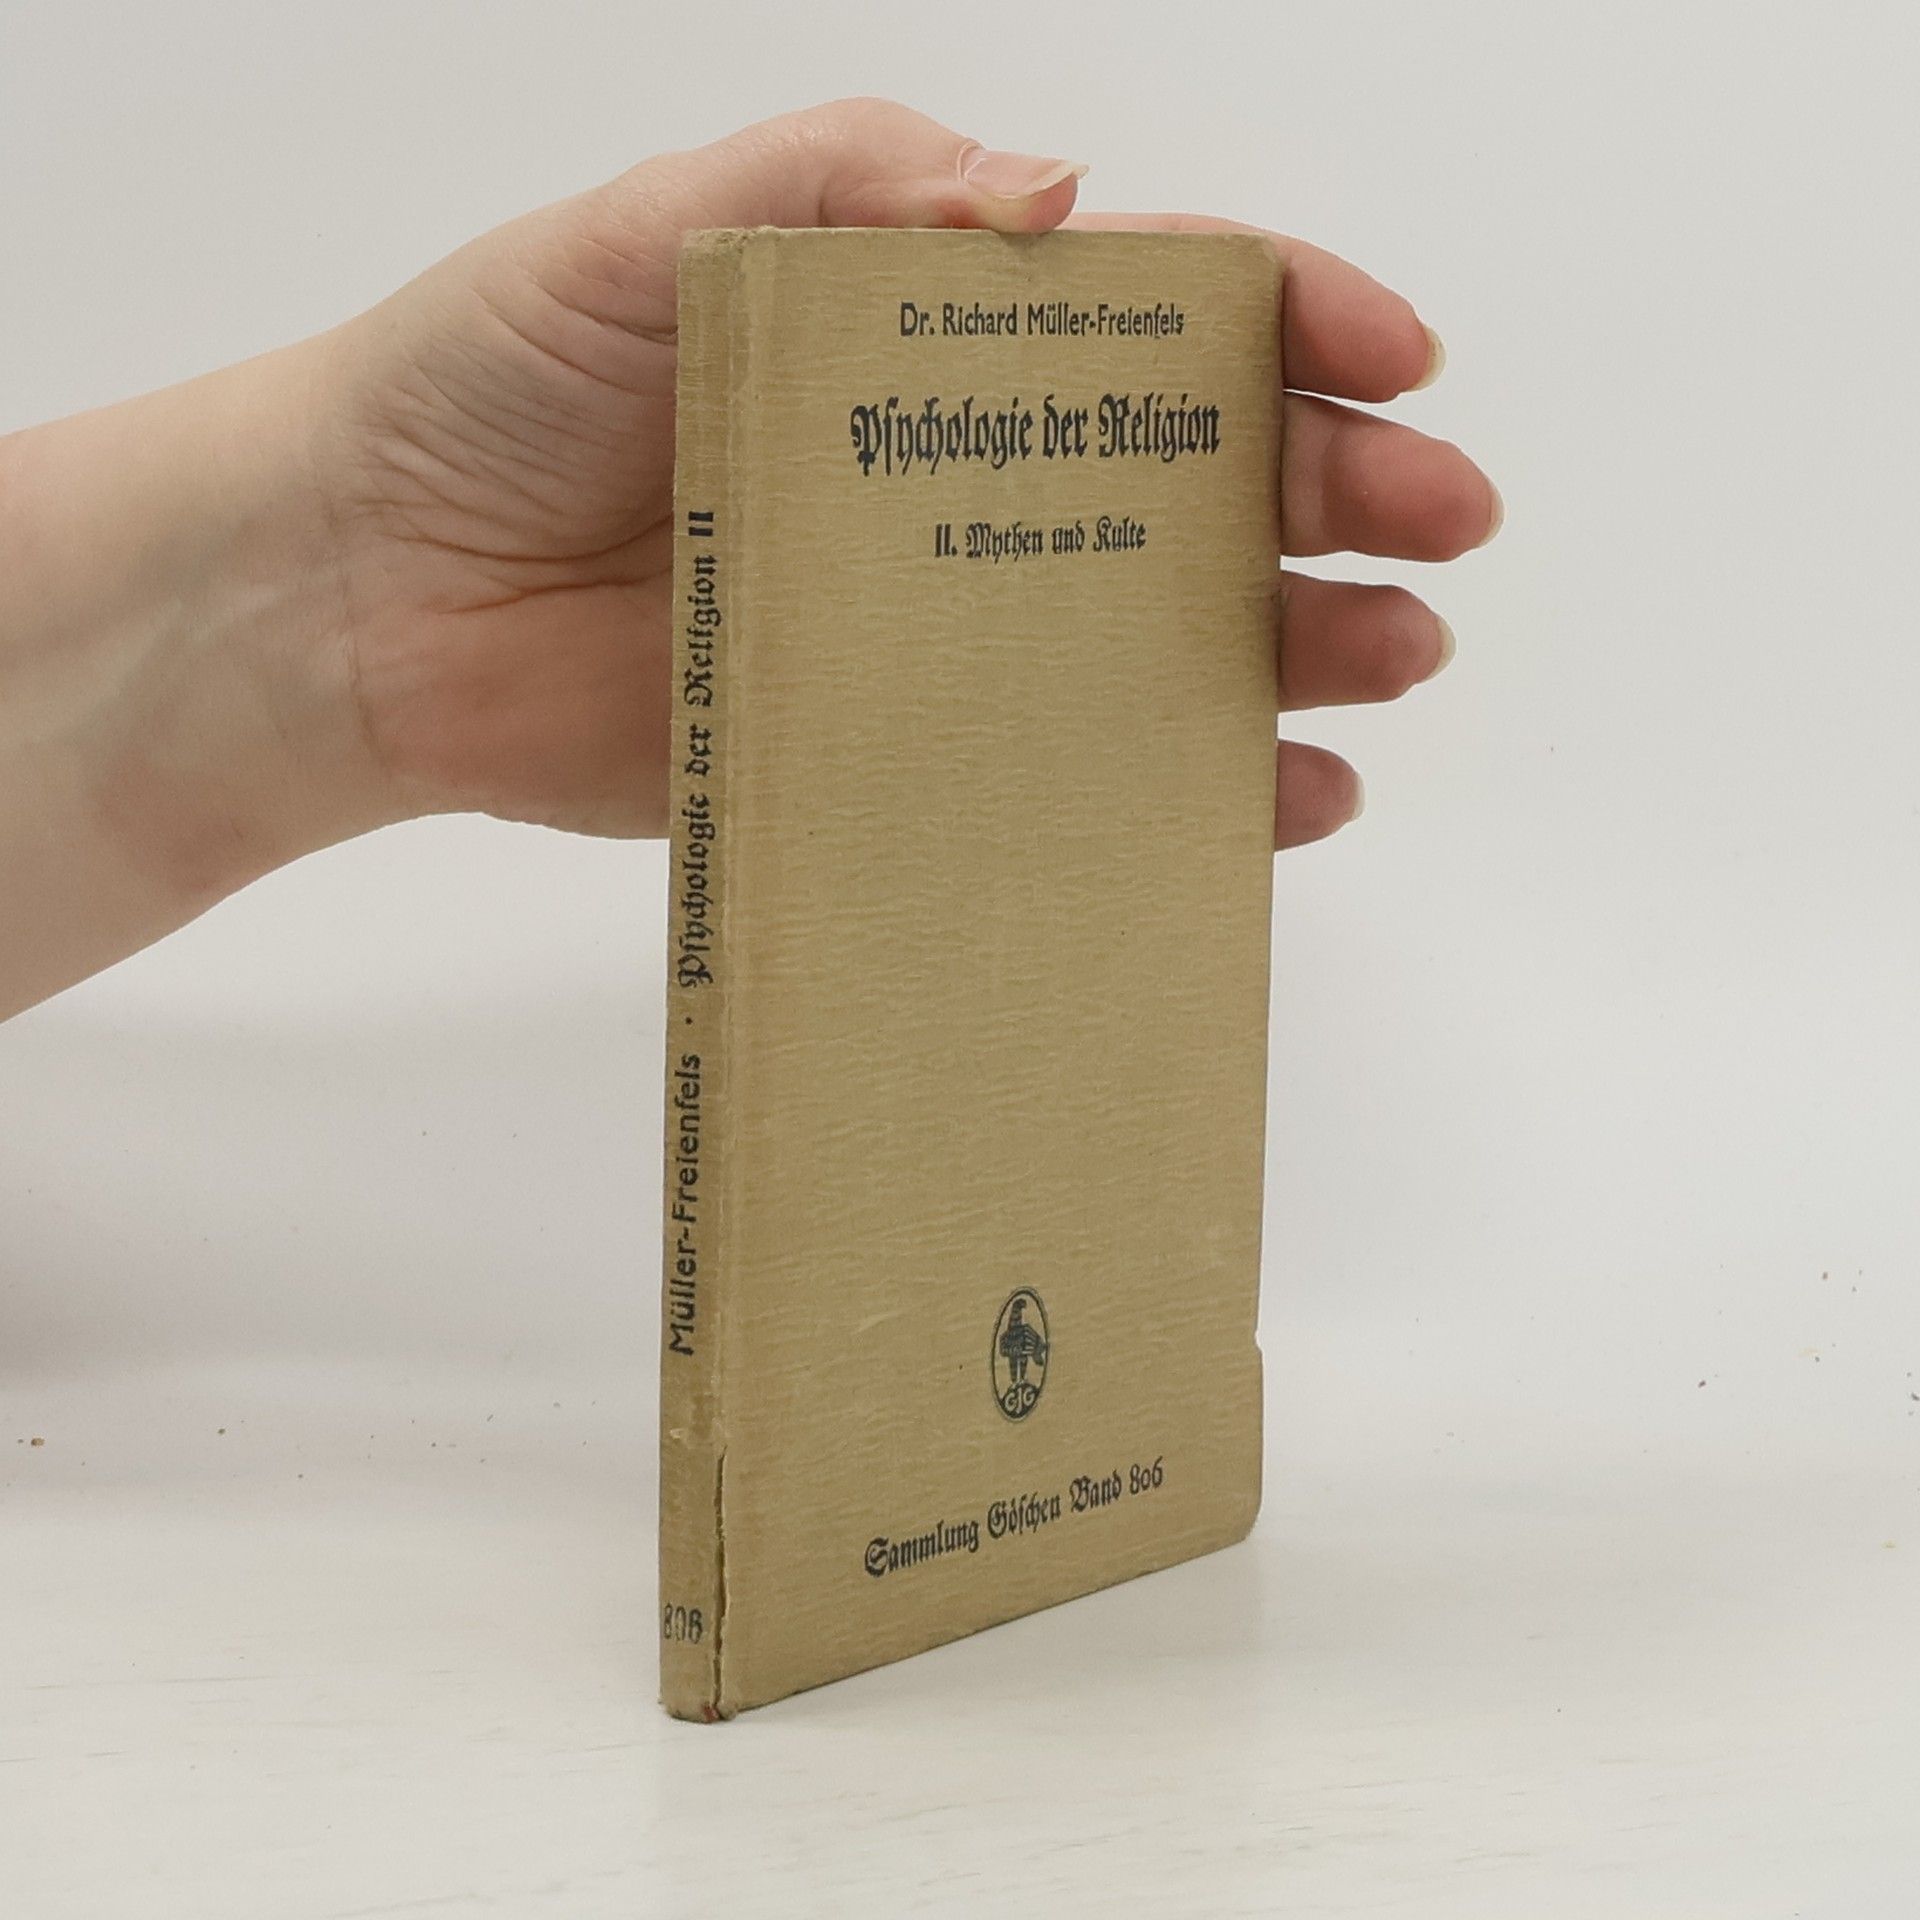 Dr. Richard Müller-Freienfels
Psychologie der Religion
II. Mythen und Kulte
GJG
Sammlung Göschen Band 806
Müller-Freienfels · Psychologie der Religion II
806